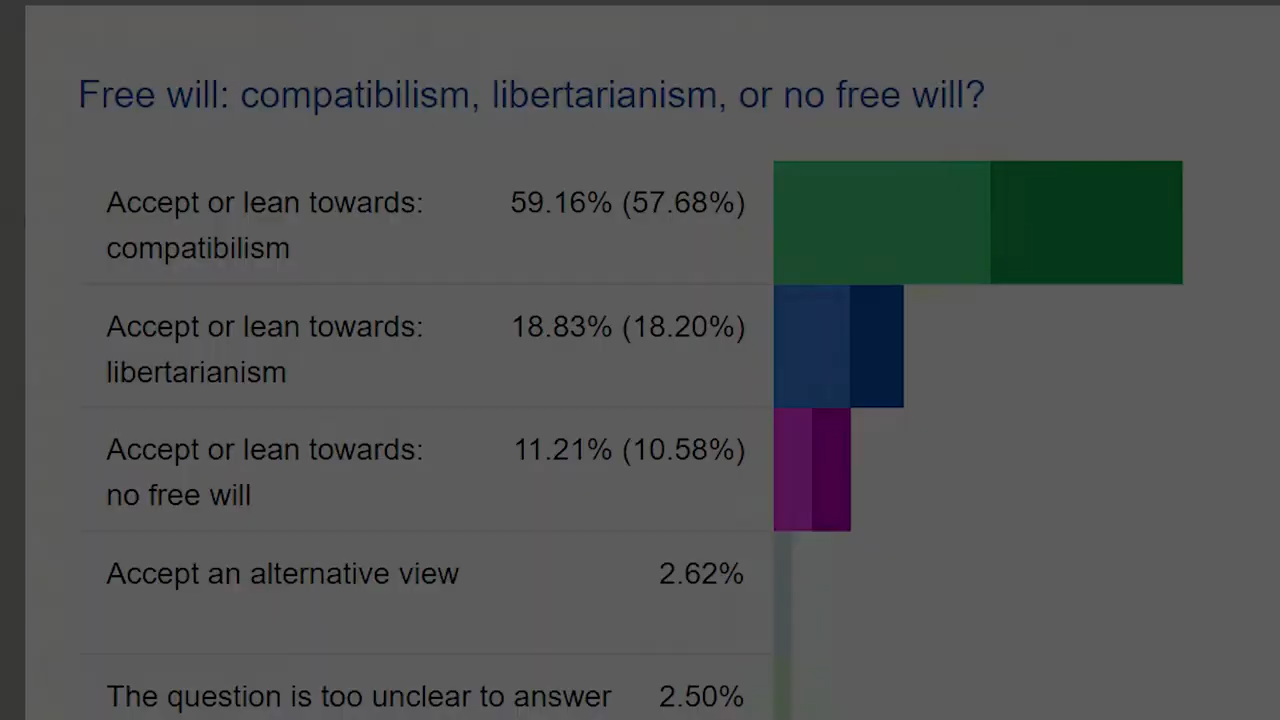 Free will: compatibilism, libertarianism, or no free will?
Accept or lean towards: 59.16% (57.68%)
compatibilism
Accept or lean towards: 18.83% (18.20%)
libertarianism
Accept or lean towards: 11.21% (10.58%)
no free will
Accept an alternative view 2.62%
The question is too unclear to answer 2.50%